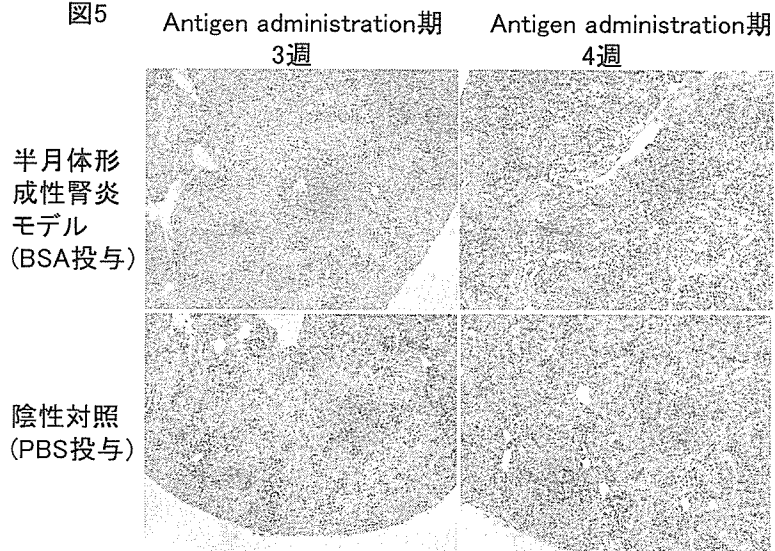 図5
Antigen administration期
3週
Antigen administration期
4週
半月体形
成性腎炎
モデル
(BSA投与)
陰性対照
(PBS投与)